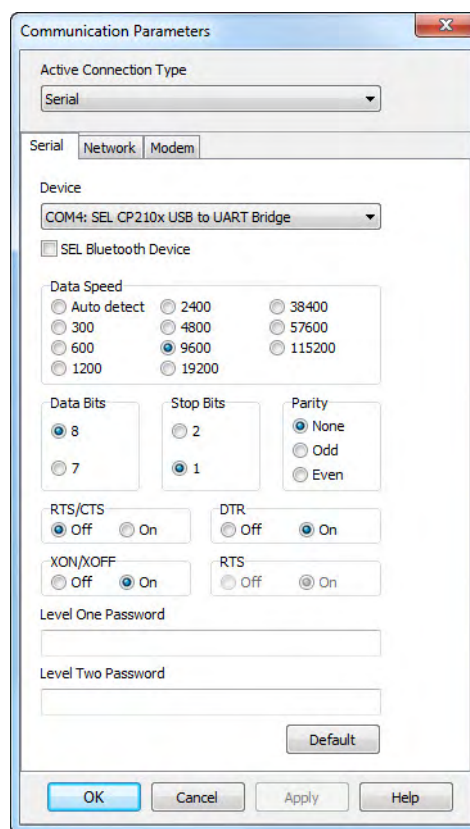 Communication Parameters
Active Connection Type
Serial
Serial Network Modem
Device
COM4: SEL CP210x USB to UART Bridge
SEL Bluetooth Device
Data Speed
Auto detect 2400 38400
300 4800 57600
600 9600 115200
1200 19200
Data Bits Stop Bits Parity
8 2 None
Odd
7 1 Even
RTS/CTS DTR
Off On Off On
XON/XOFF RTS
Off On Off On
Level One Password
Level Two Password
Default
OK Cancel Apply Help